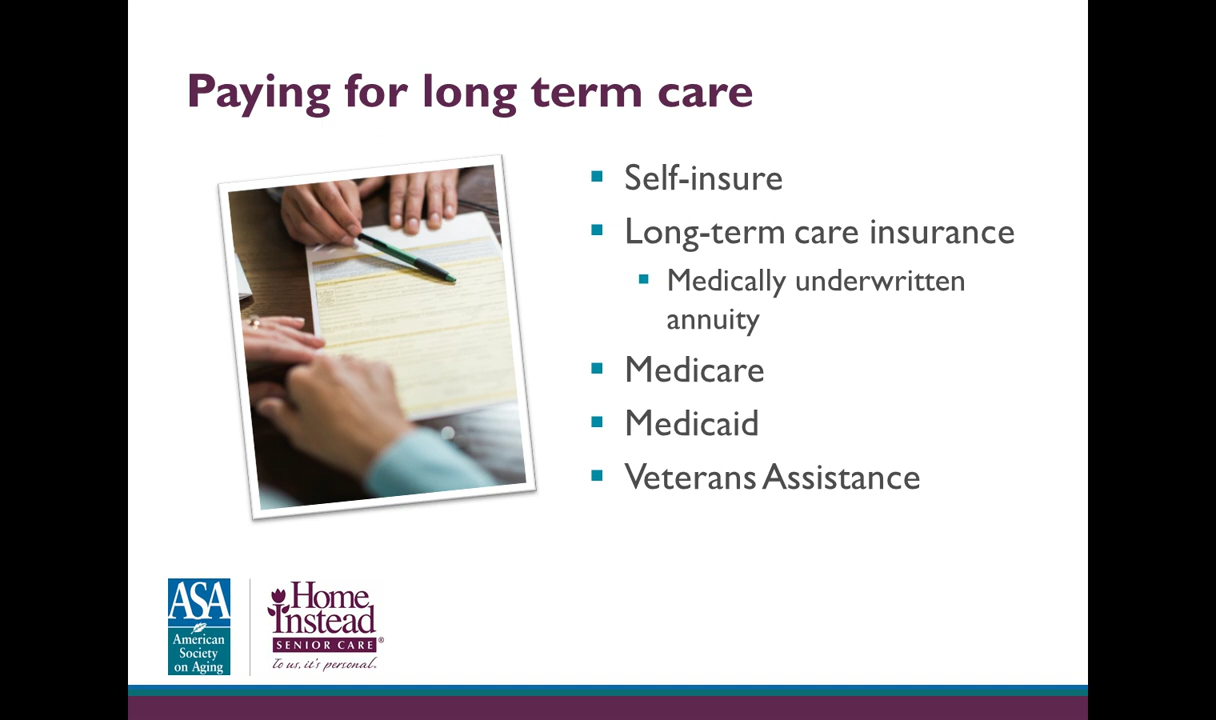 Paying for long term care
Self-insure
Long-term care insurance
Medically underwritten
annuity
Medicare
Medicaid
Veterans Assistance
ASA
American
Society
on Aging
Home
Instead
SENIOR CARE®
To us, it's personal.